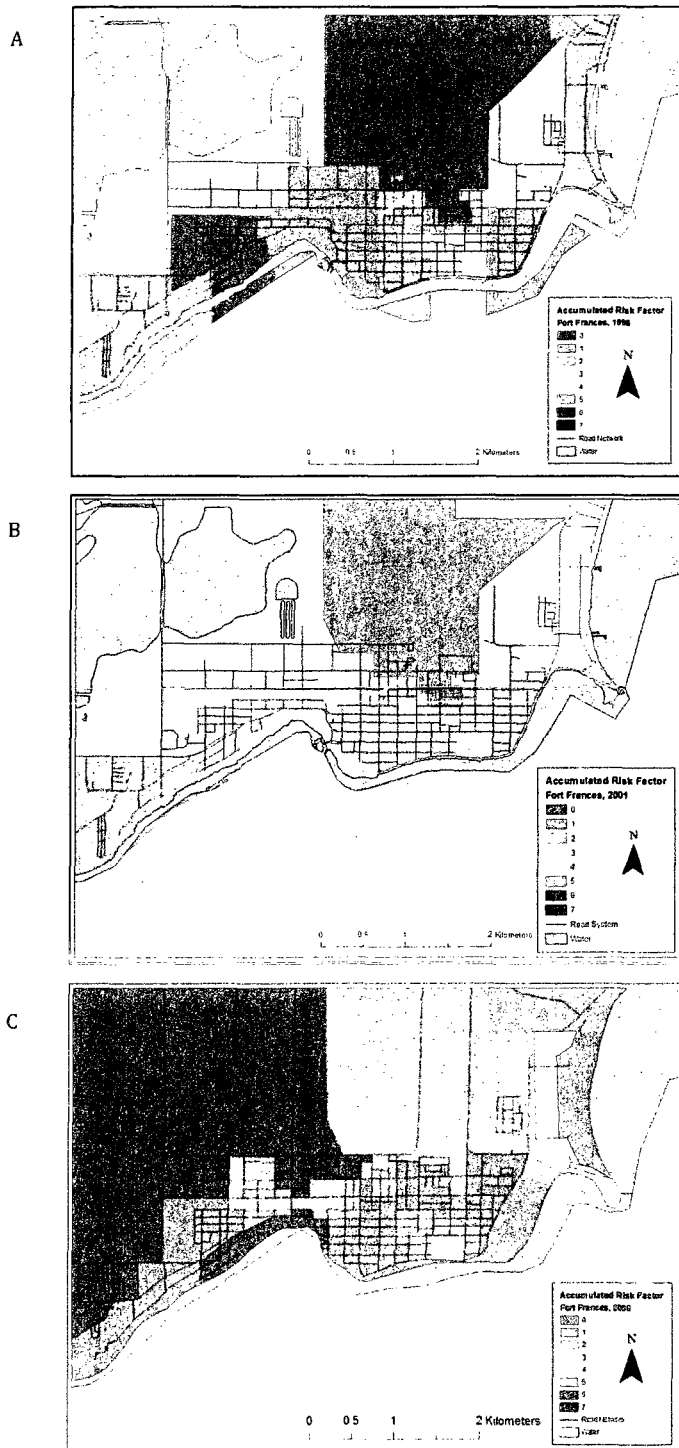 A
Accumulated Risk Factor
Fort Frances, 1996
0
1
2
3
4
5
6
7
Road Network
Water
N
0 0.5 1 2 Kilometers
B
Accumulated Risk Factor
Fort Frances, 2001
0
1
2
3
4
5
6
7
Road System
Water
N
0 0.5 1 2 Kilometers
C
Accumulated Risk Factor
Fort Frances, 2006
0
1
2
3
4
5
6
7
Road Network
Water
N
0 0.5 1 2 Kilometers